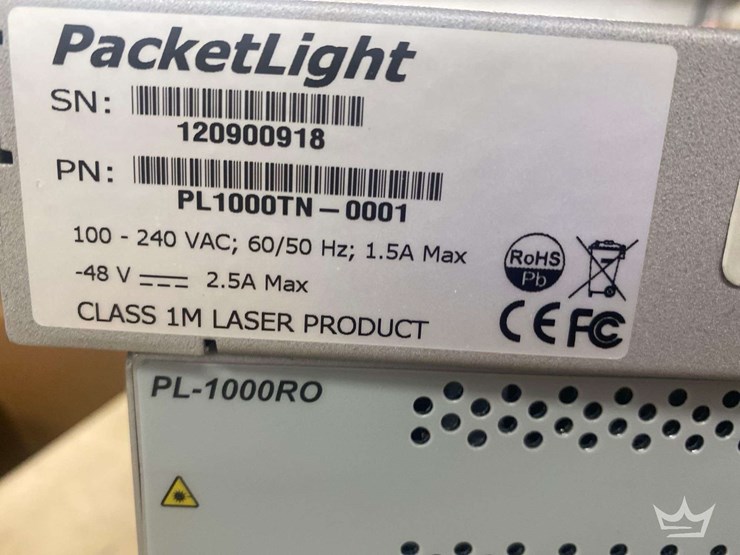 PacketLight
SN:
120900918
PN:
PL1000TN-0001
100 - 240 VAC; 60/50 Hz; 1.5A Max
-48 V 2.5A Max
RoHS
Pb
CLASS 1M LASER PRODUCT
CE FC
PL-1000RO